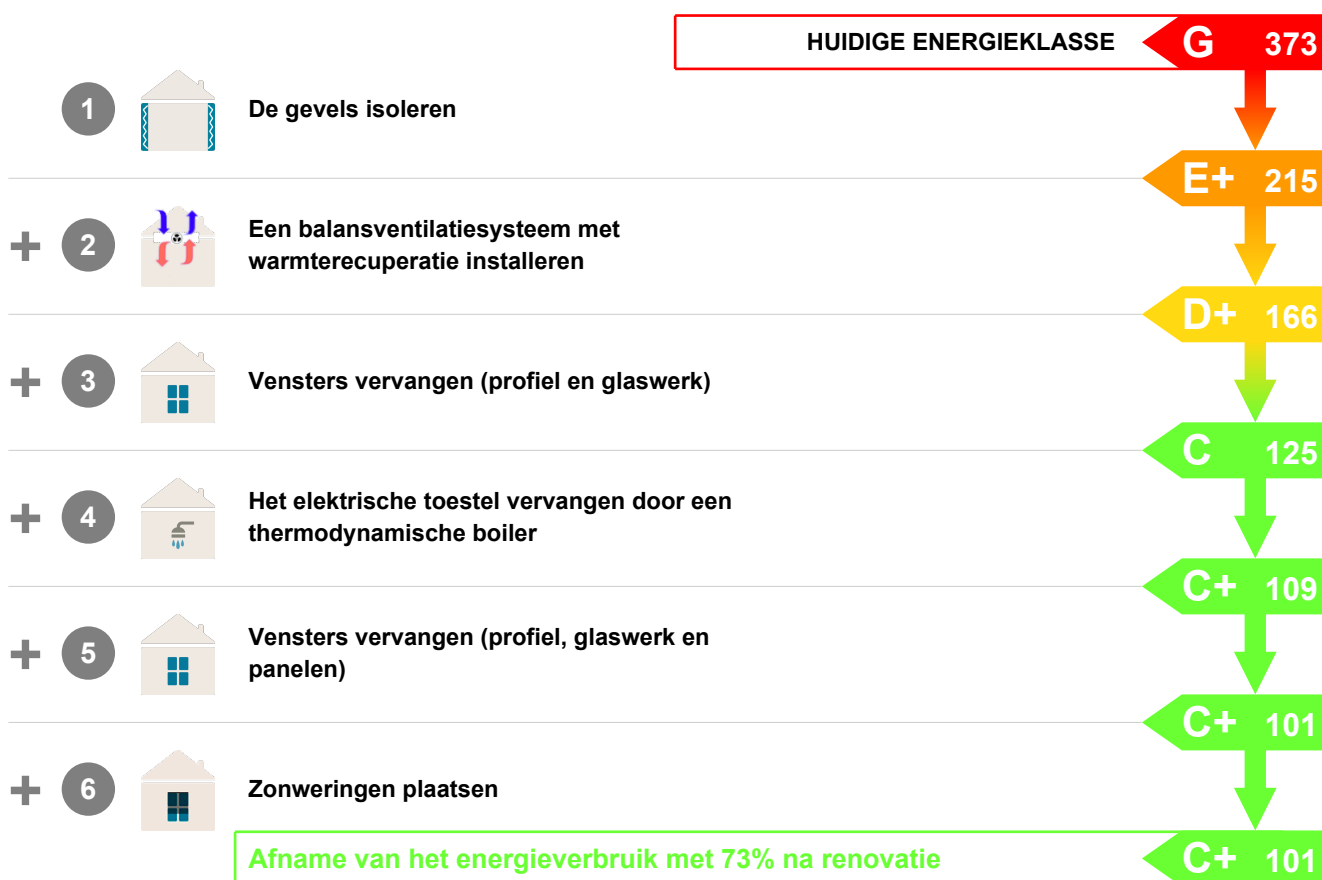 HUIDIGE ENERGIEKLASSE G 373
1 De gevels isoleren
E+ 215
+ 2 Een balansventilatiesysteem met
warmterecuperatie installeren
D+ 166
+ 3 Vensters vervangen (profiel en glaswerk)
C 125
+ 4 Het elektrische toestel vervangen door een
thermodynamische boiler
C+ 109
+ 5 Vensters vervangen (profiel, glaswerk en
panelen)
C+ 101
+ 6 Zonweringen plaatsen
Afname van het energieverbruik met 73% na renovatie C+ 101